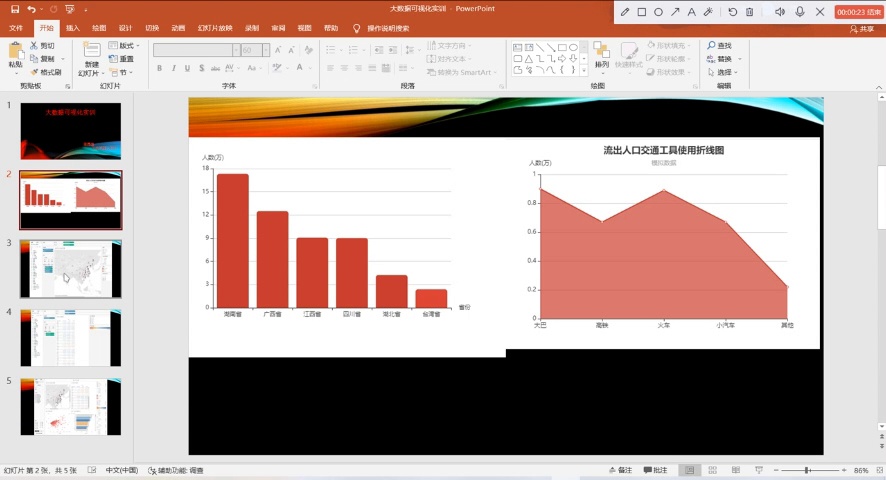 大数据可视化实训 - PowerPoint
00:00:23 结束
文件 开始 插入 绘图 设计 切换 动画 幻灯片放映 录制 审阅 视图 帮助 操作说明搜索 共享
粘贴 剪切 复制 格式刷
新建 幻灯片 版式 重置 节
60
B I U S AV Aa A
文字方向 对齐文本 转换为 SmartArt
排列 快速样式 形状填充 形状轮廓 形状效果
查找 替换 选择
剪贴板 幻灯片 字体 段落 绘图 编辑
1
大数据可视化实训
2
3
4
5
人数(万)
18
15
12
9
6
3
0
湖南省 广西省 江西省 四川省 湖北省 台湾省 省份
流出人口交通工具使用折线图
模拟数据
人数(万)
1
0.8
0.6
0.4
0.2
0
大巴 高铁 火车 小汽车 其他
幻灯片 第 2 张，共 5 张 中文(中国) 辅助功能: 调查 备注 批注 86%